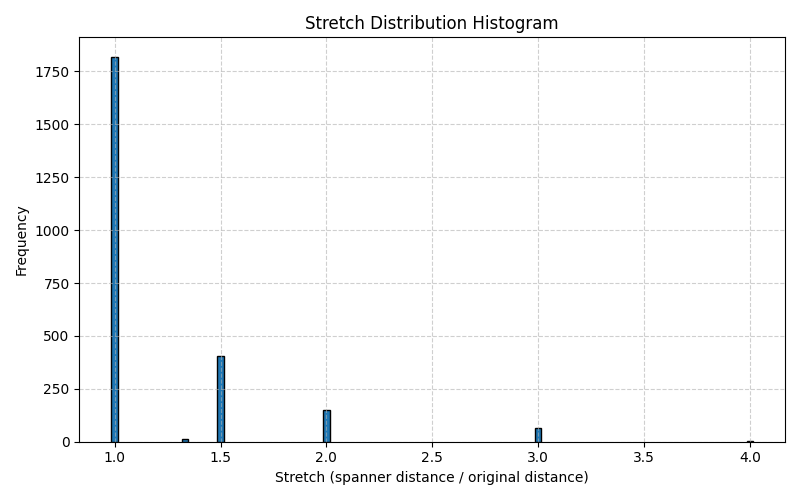 Stretch Distribution Histogram
Frequency
1750
1500
1250
1000
750
500
250
0
1.0 1.5 2.0 2.5 3.0 3.5 4.0
Stretch (spanner distance / original distance)